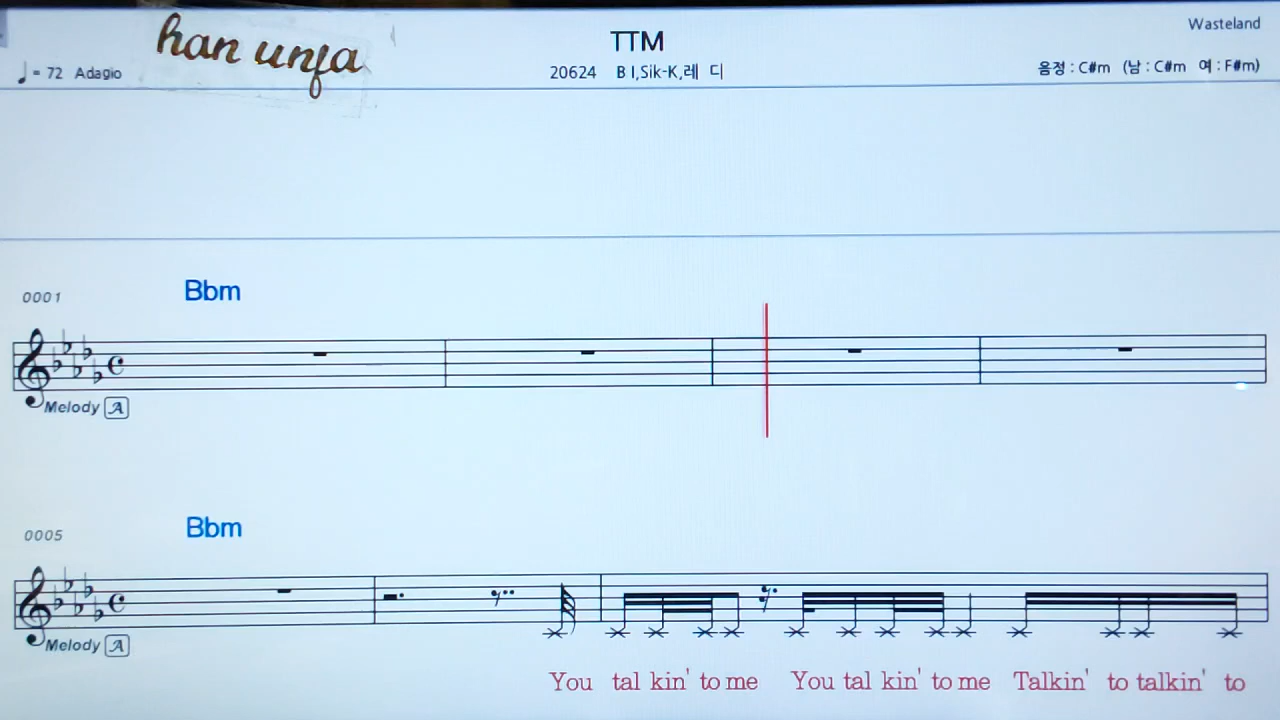 han unfa
TTM
Wasteland
♩ = 72 Adagio
20624 B I,Sik-K,레 디
음정 : C#m (남 : C#m 여 : F#m)
0001
Bbm
Melody A
0005
Bbm
Melody A
You tal kin' to me You tal kin' to me Talkin' to talkin' to